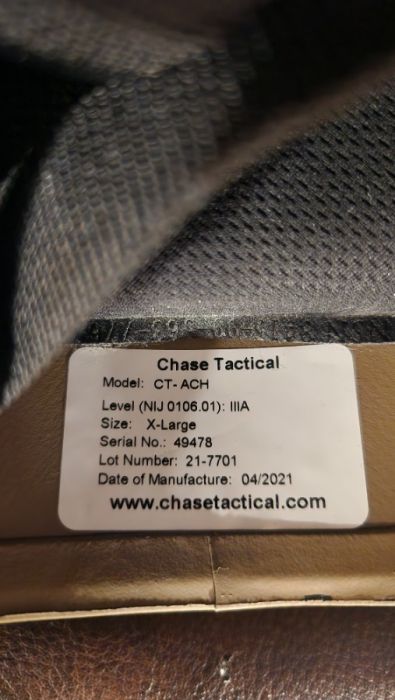 Chase Tactical
Model: CT- ACH
Level (NIJ 0106.01): IIIA
Size: X-Large
Serial No.: 49478
Lot Number: 21-7701
Date of Manufacture: 04/2021
www.chasetactical.com